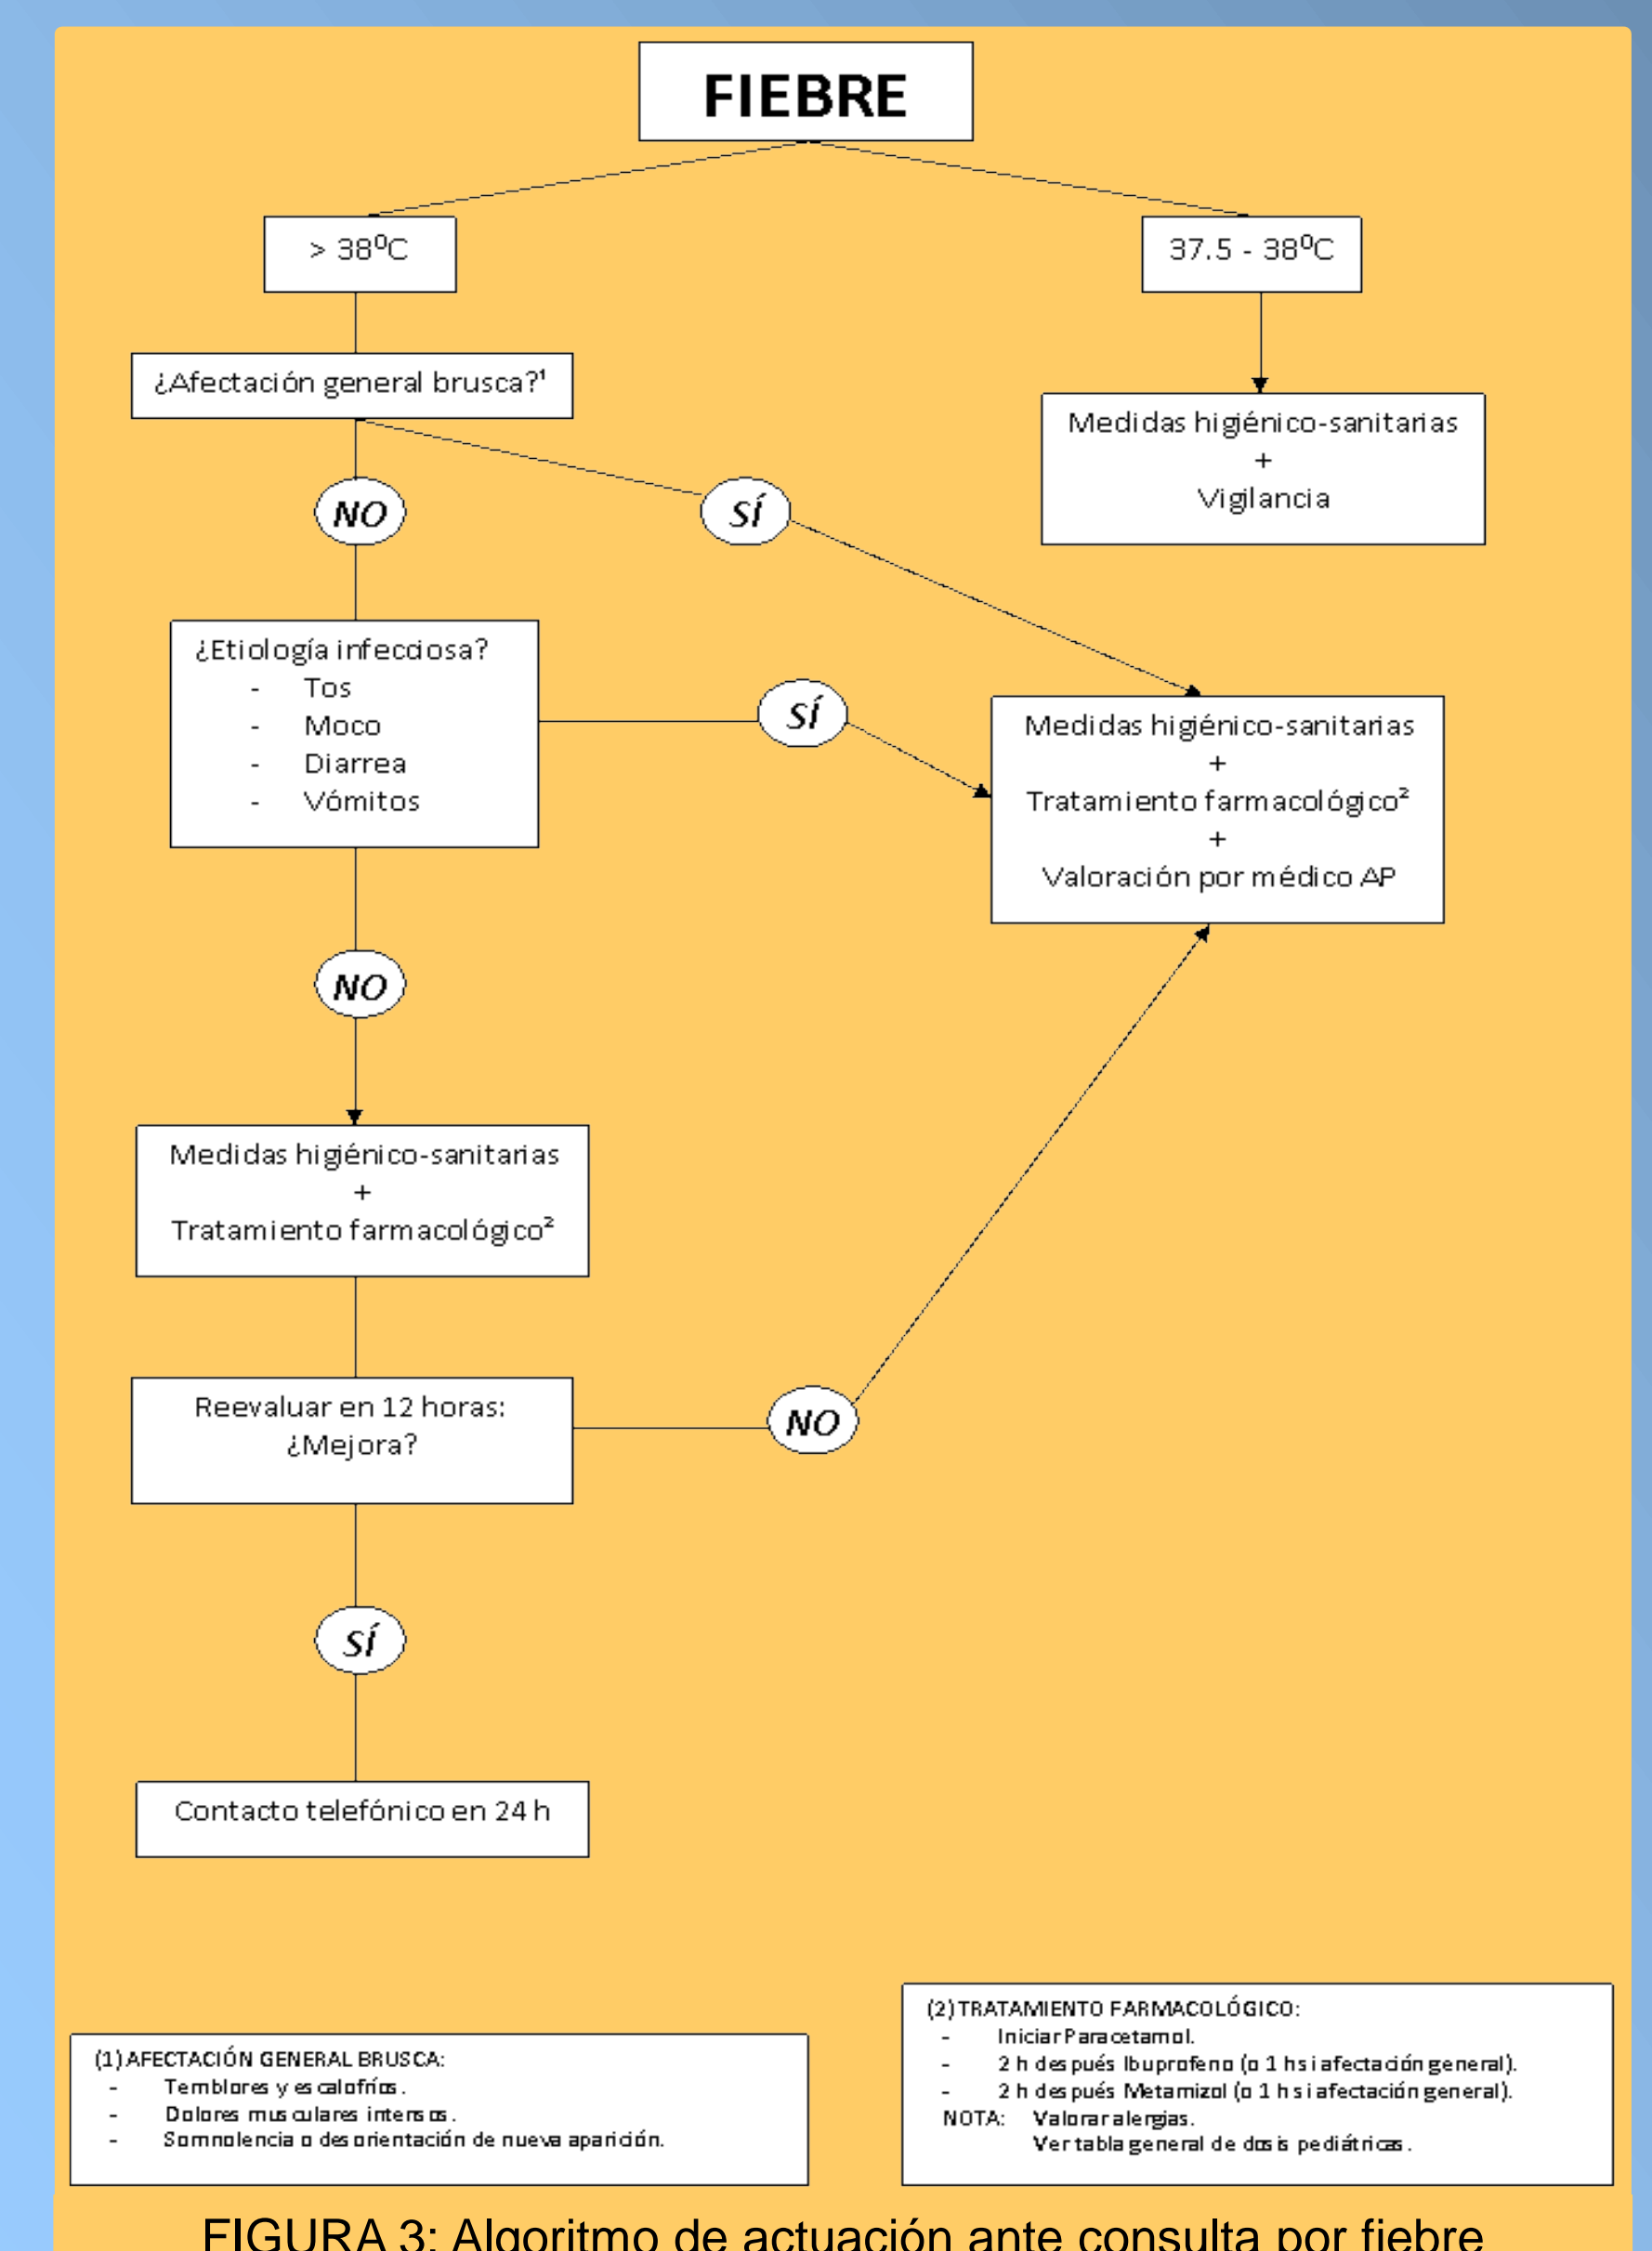 FIEBRE
> 38⁰C
37.5 - 38⁰C
¿Afectación general brusca?¹
Medidas higiénico-sanitarias
+
Vigilancia
NO
SÍ
¿Etiología infecciosa?
- Tos
- Moco
- Diarrea
- Vómitos
SÍ
Medidas higiénico-sanitarias
+
Tratamiento farmacológico²
+
Valoración por médico AP
NO
Medidas higiénico-sanitarias
+
Tratamiento farmacológico²
Reevaluar en 12 horas:
¿Mejora?
NO
SÍ
Contacto telefónico en 24 h
(1) AFECTACIÓN GENERAL BRUSCA:
- Temblores y escalofríos.
- Dolores musculares intensos.
- Somnolencia o desorientación de nueva aparición.
(2) TRATAMIENTO FARMACOLÓGICO:
- Iniciar Paracetamol.
- 2 h después Ibuprofeno (o 1 h si afectación general).
- 2 h después Metamizol (o 1 h si afectación general).
NOTA: Valorar alergias.
Ver tabla general de dosis pediátricas.
FIGURA 3: Algoritmo de actuación ante consulta por fiebre